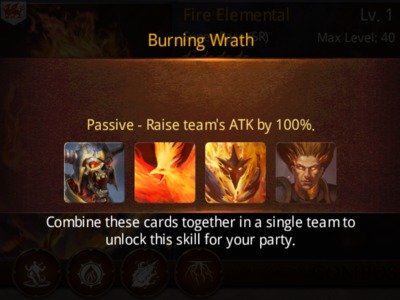 Fire Elemental
Lv. 1
Burning Wrath
Max Level: 40
Passive - Raise team's ATK by 100%.
Combine these cards together in a single team to
unlock this skill for your party.